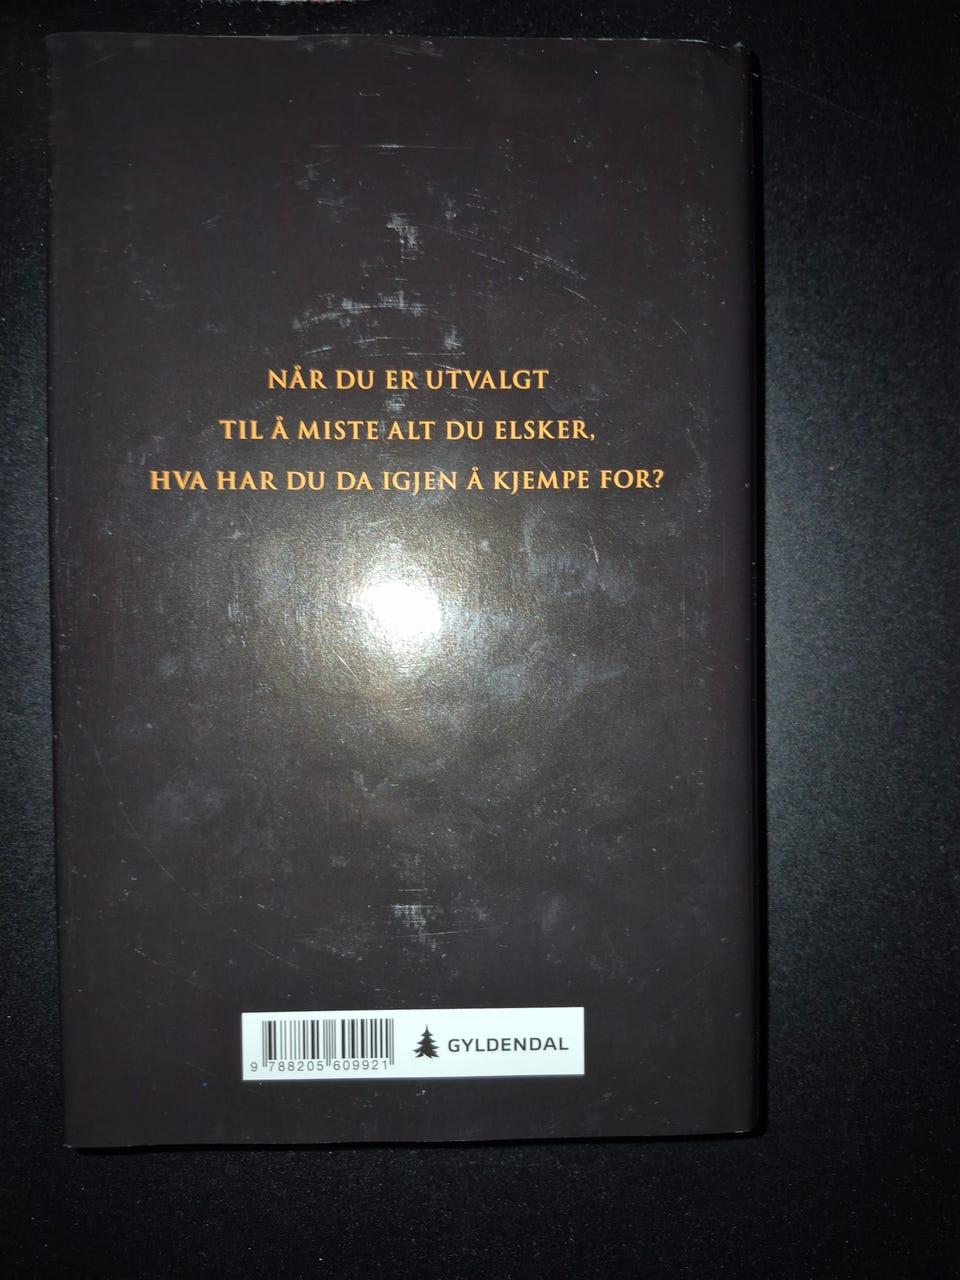 NÅR DU ER UTVALGT
TIL Å MISTE ALT DU ELSKER,
HVA HAR DU DA IGJEN Å KJEMPE FOR?
GYLDENDAL
9 788205 609921